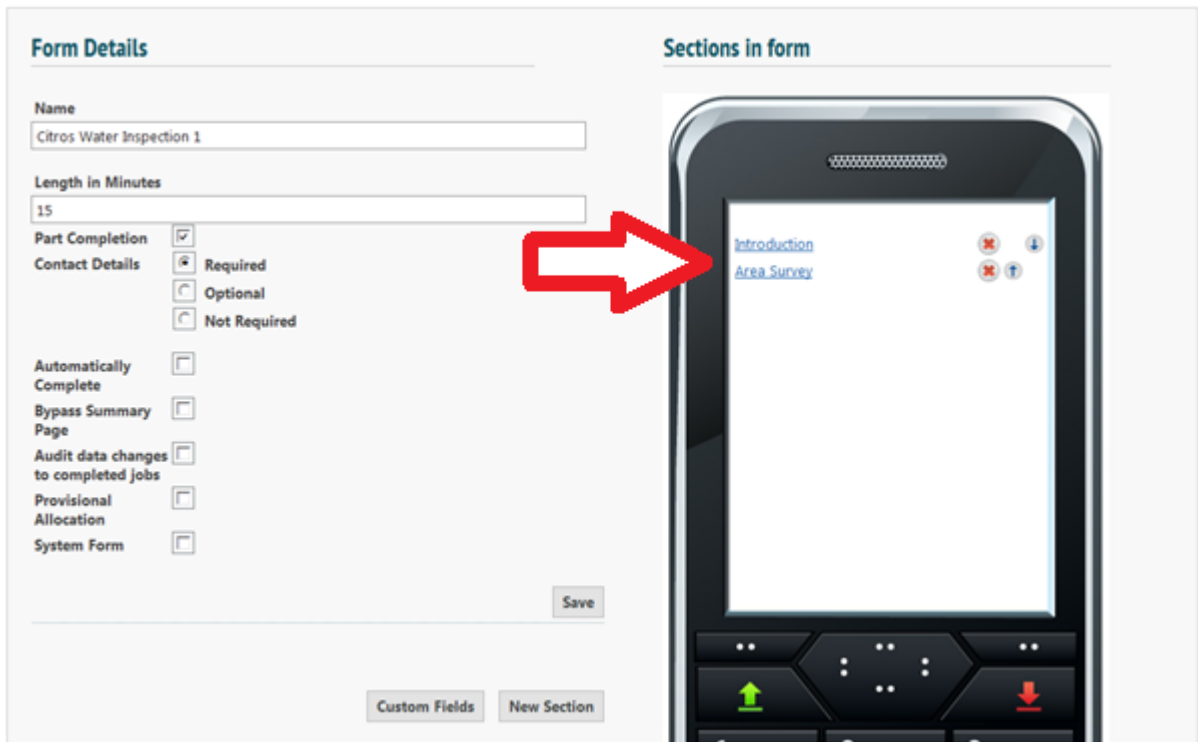 Form Details
Name
Citros Water Inspection 1
Length in Minutes
15
Part Completion
Contact Details
Required
Optional
Not Required
Automatically
Complete
Bypass Summary
Page
Audit data changes
to completed jobs
Provisional
Allocation
System Form
Save
Custom Fields
New Section
Sections in form
Introduction
Area Survey